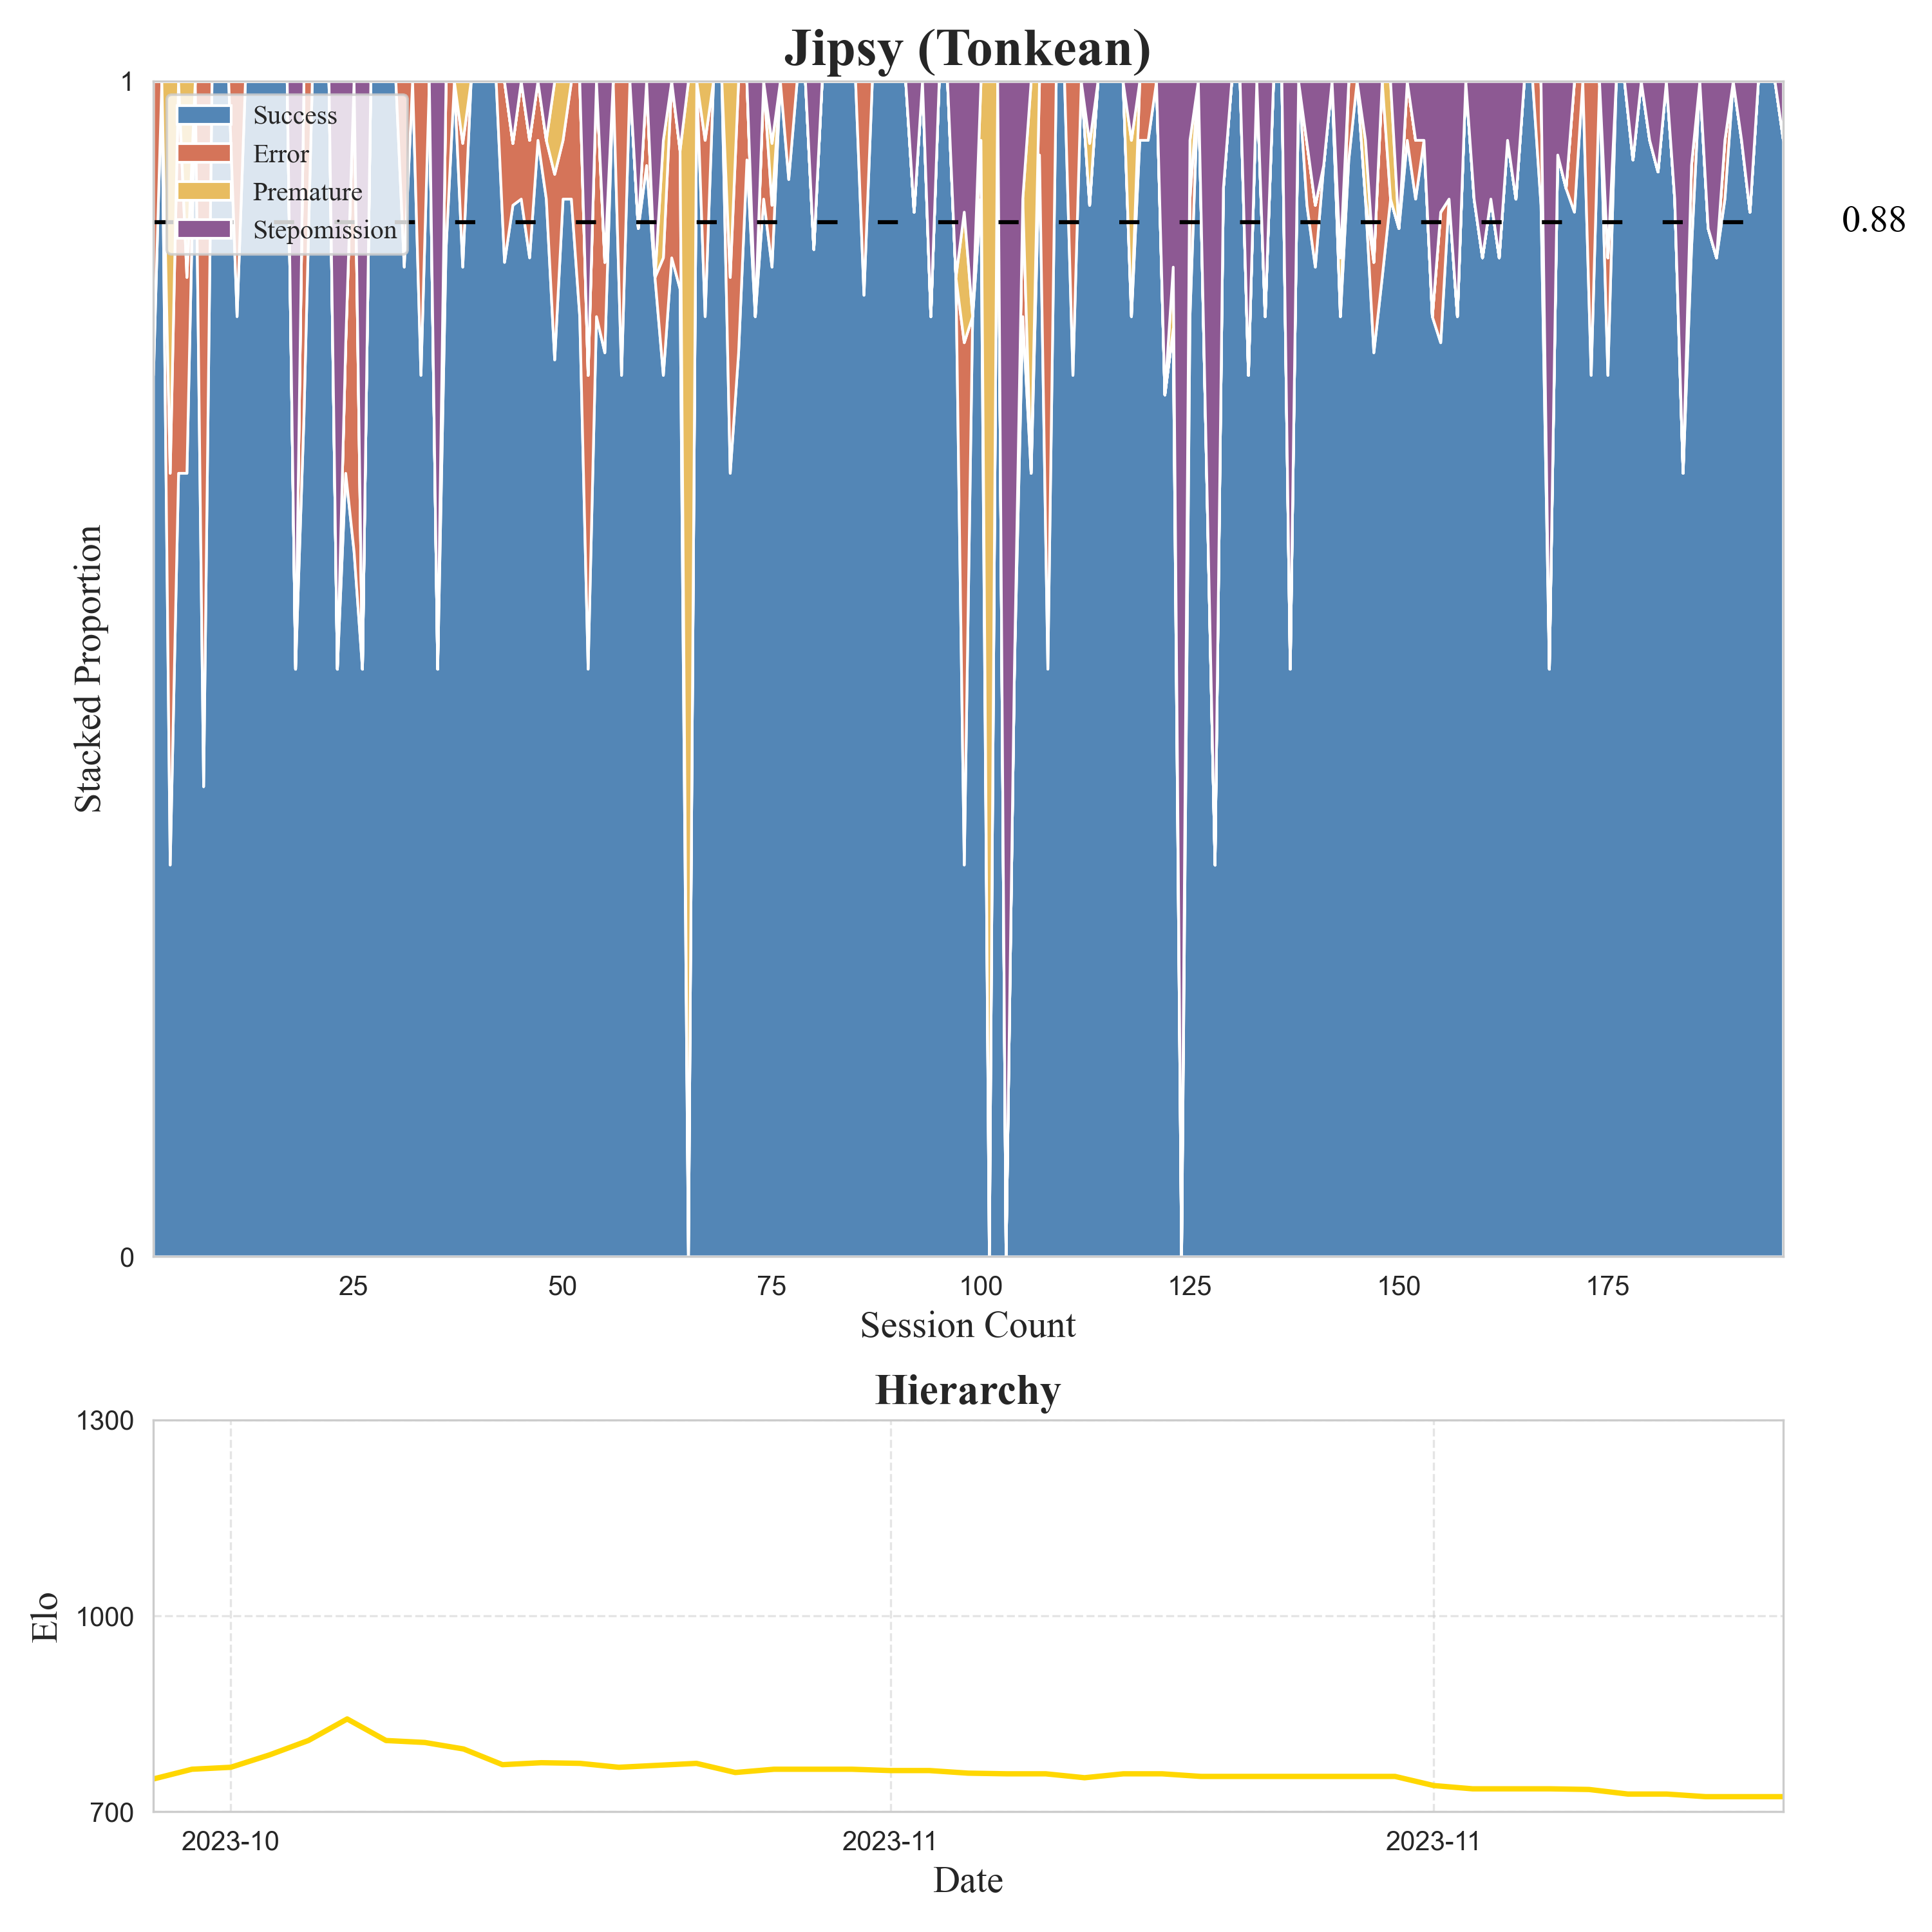 Jipsy (Tonkean)
1
Success
Error
Premature
Stepomission
0.88
Stacked Proportion
0
25 50 75 100 125 150 175
Session Count
Hierarchy
1300
1000
700
Elo
2023-10 2023-11 2023-11
Date